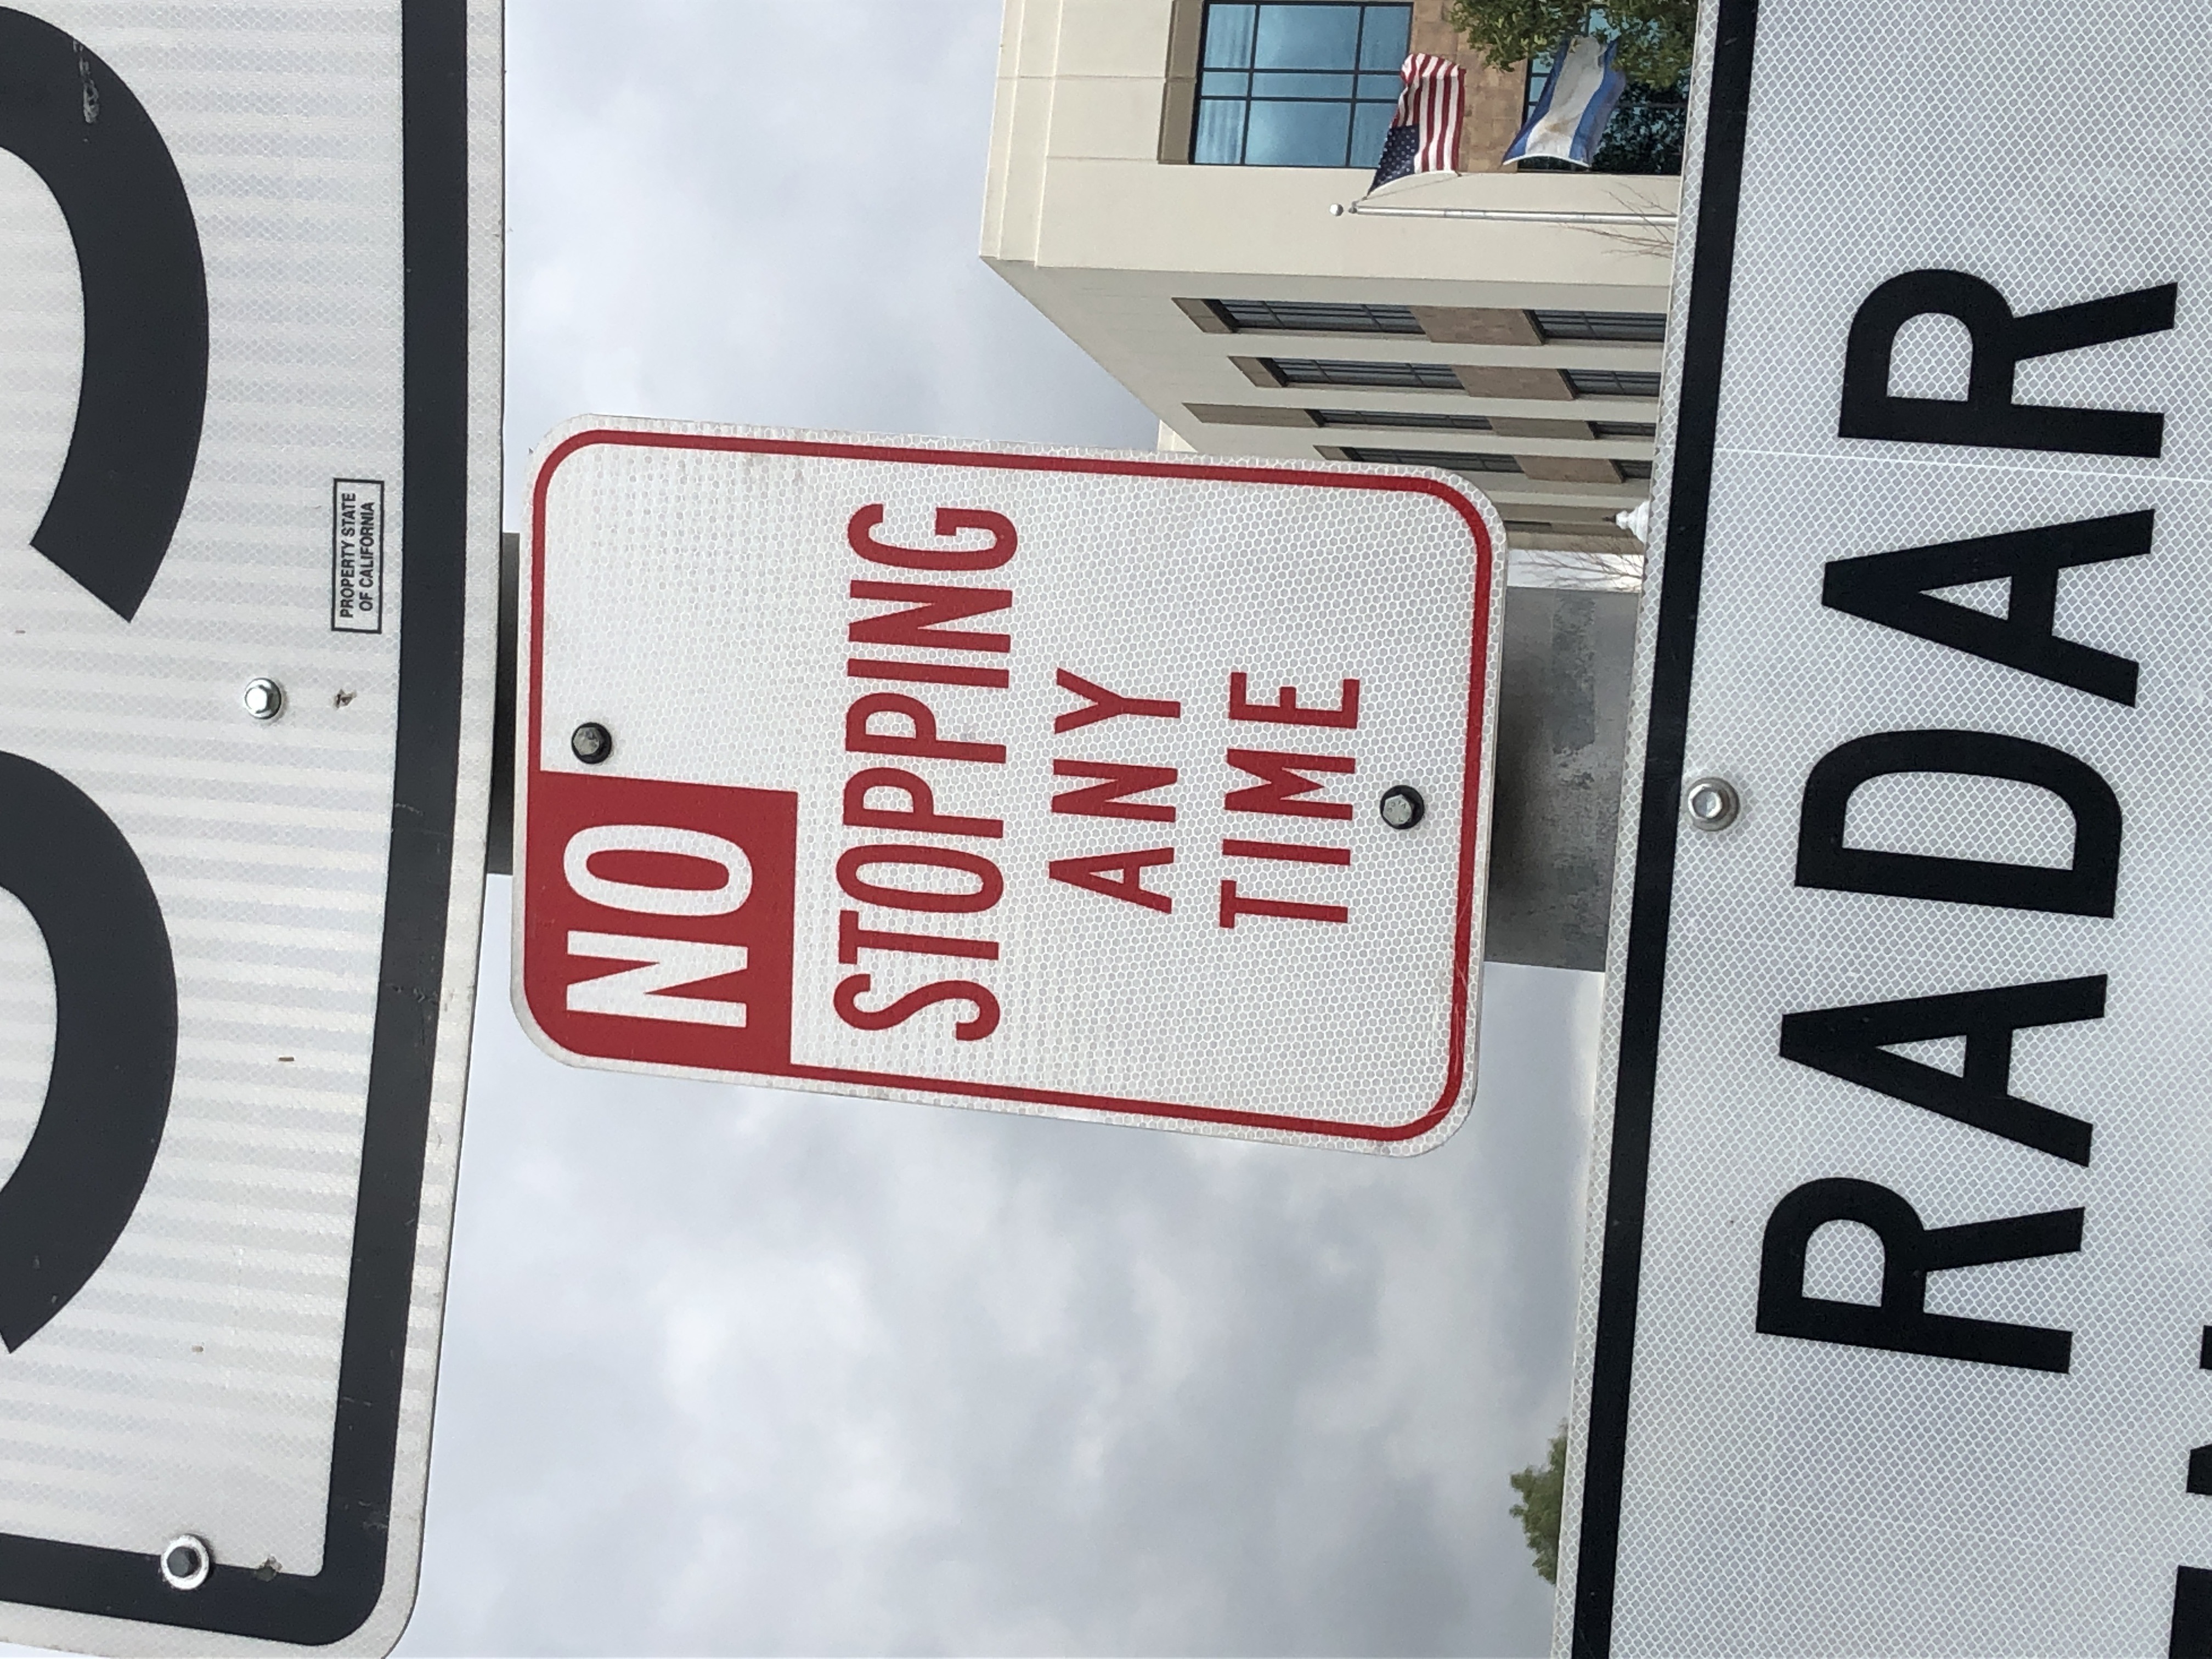 PROPERTY STATE
OF CALIFORNIA
NO
STOPPING
ANY
TIME
RADAR